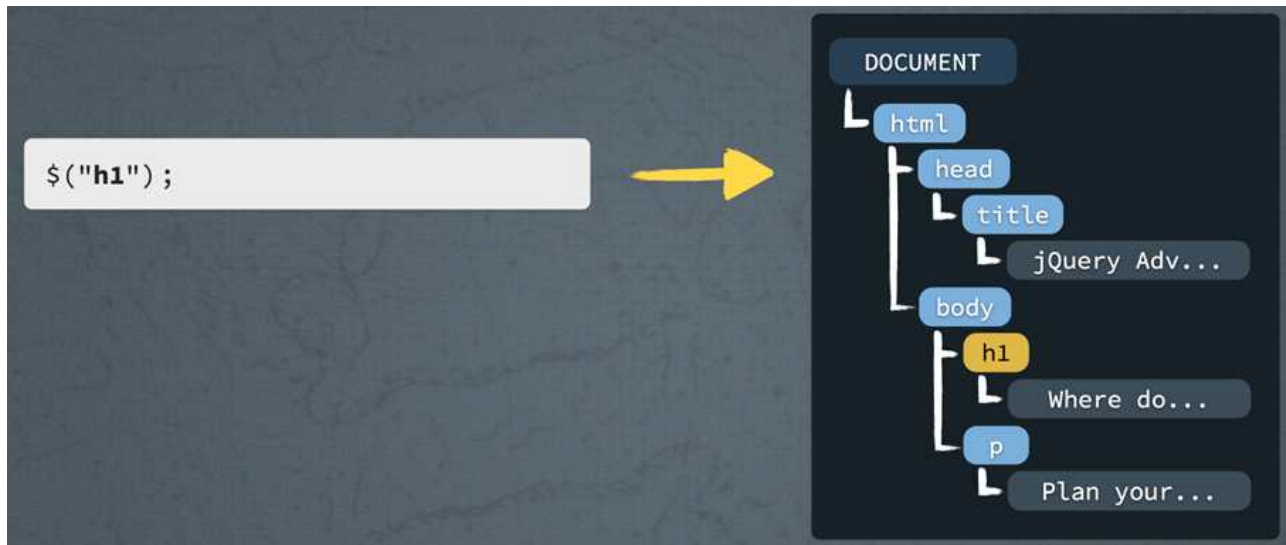 $("h1");
DOCUMENT
html
head
title
jQuery Adv...
body
h1
Where do...
p
Plan your...